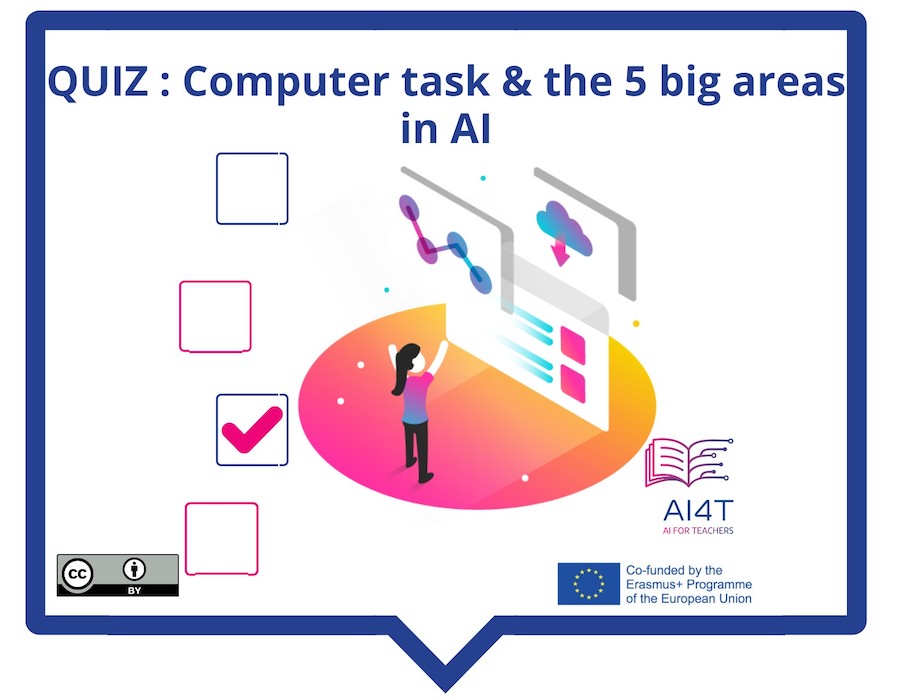 QUIZ : Computer task & the 5 big areas
in AI
AI4T
AI FOR TEACHERS
cc
BY
Co-funded by the
Erasmus+ Programme
of the European Union